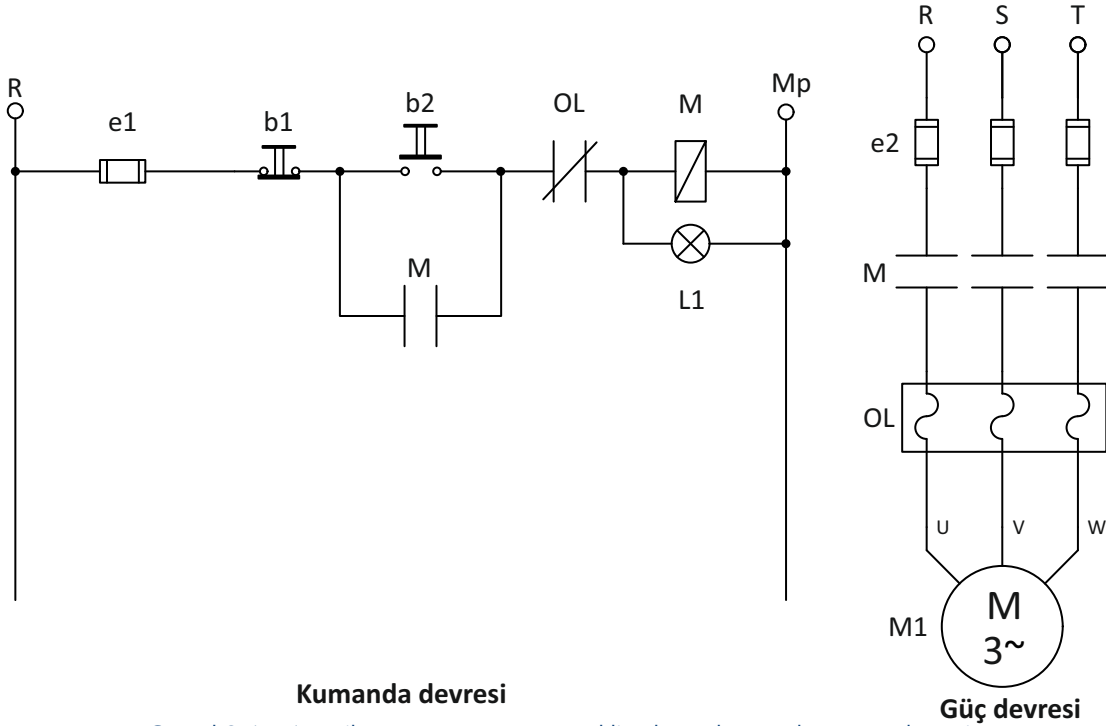 R
e1
b1
b2
OL
M
Mp
M
L1
Kumanda devresi
R S T
e2
M
OL
U V W
M
3~
M1
Güç devresi